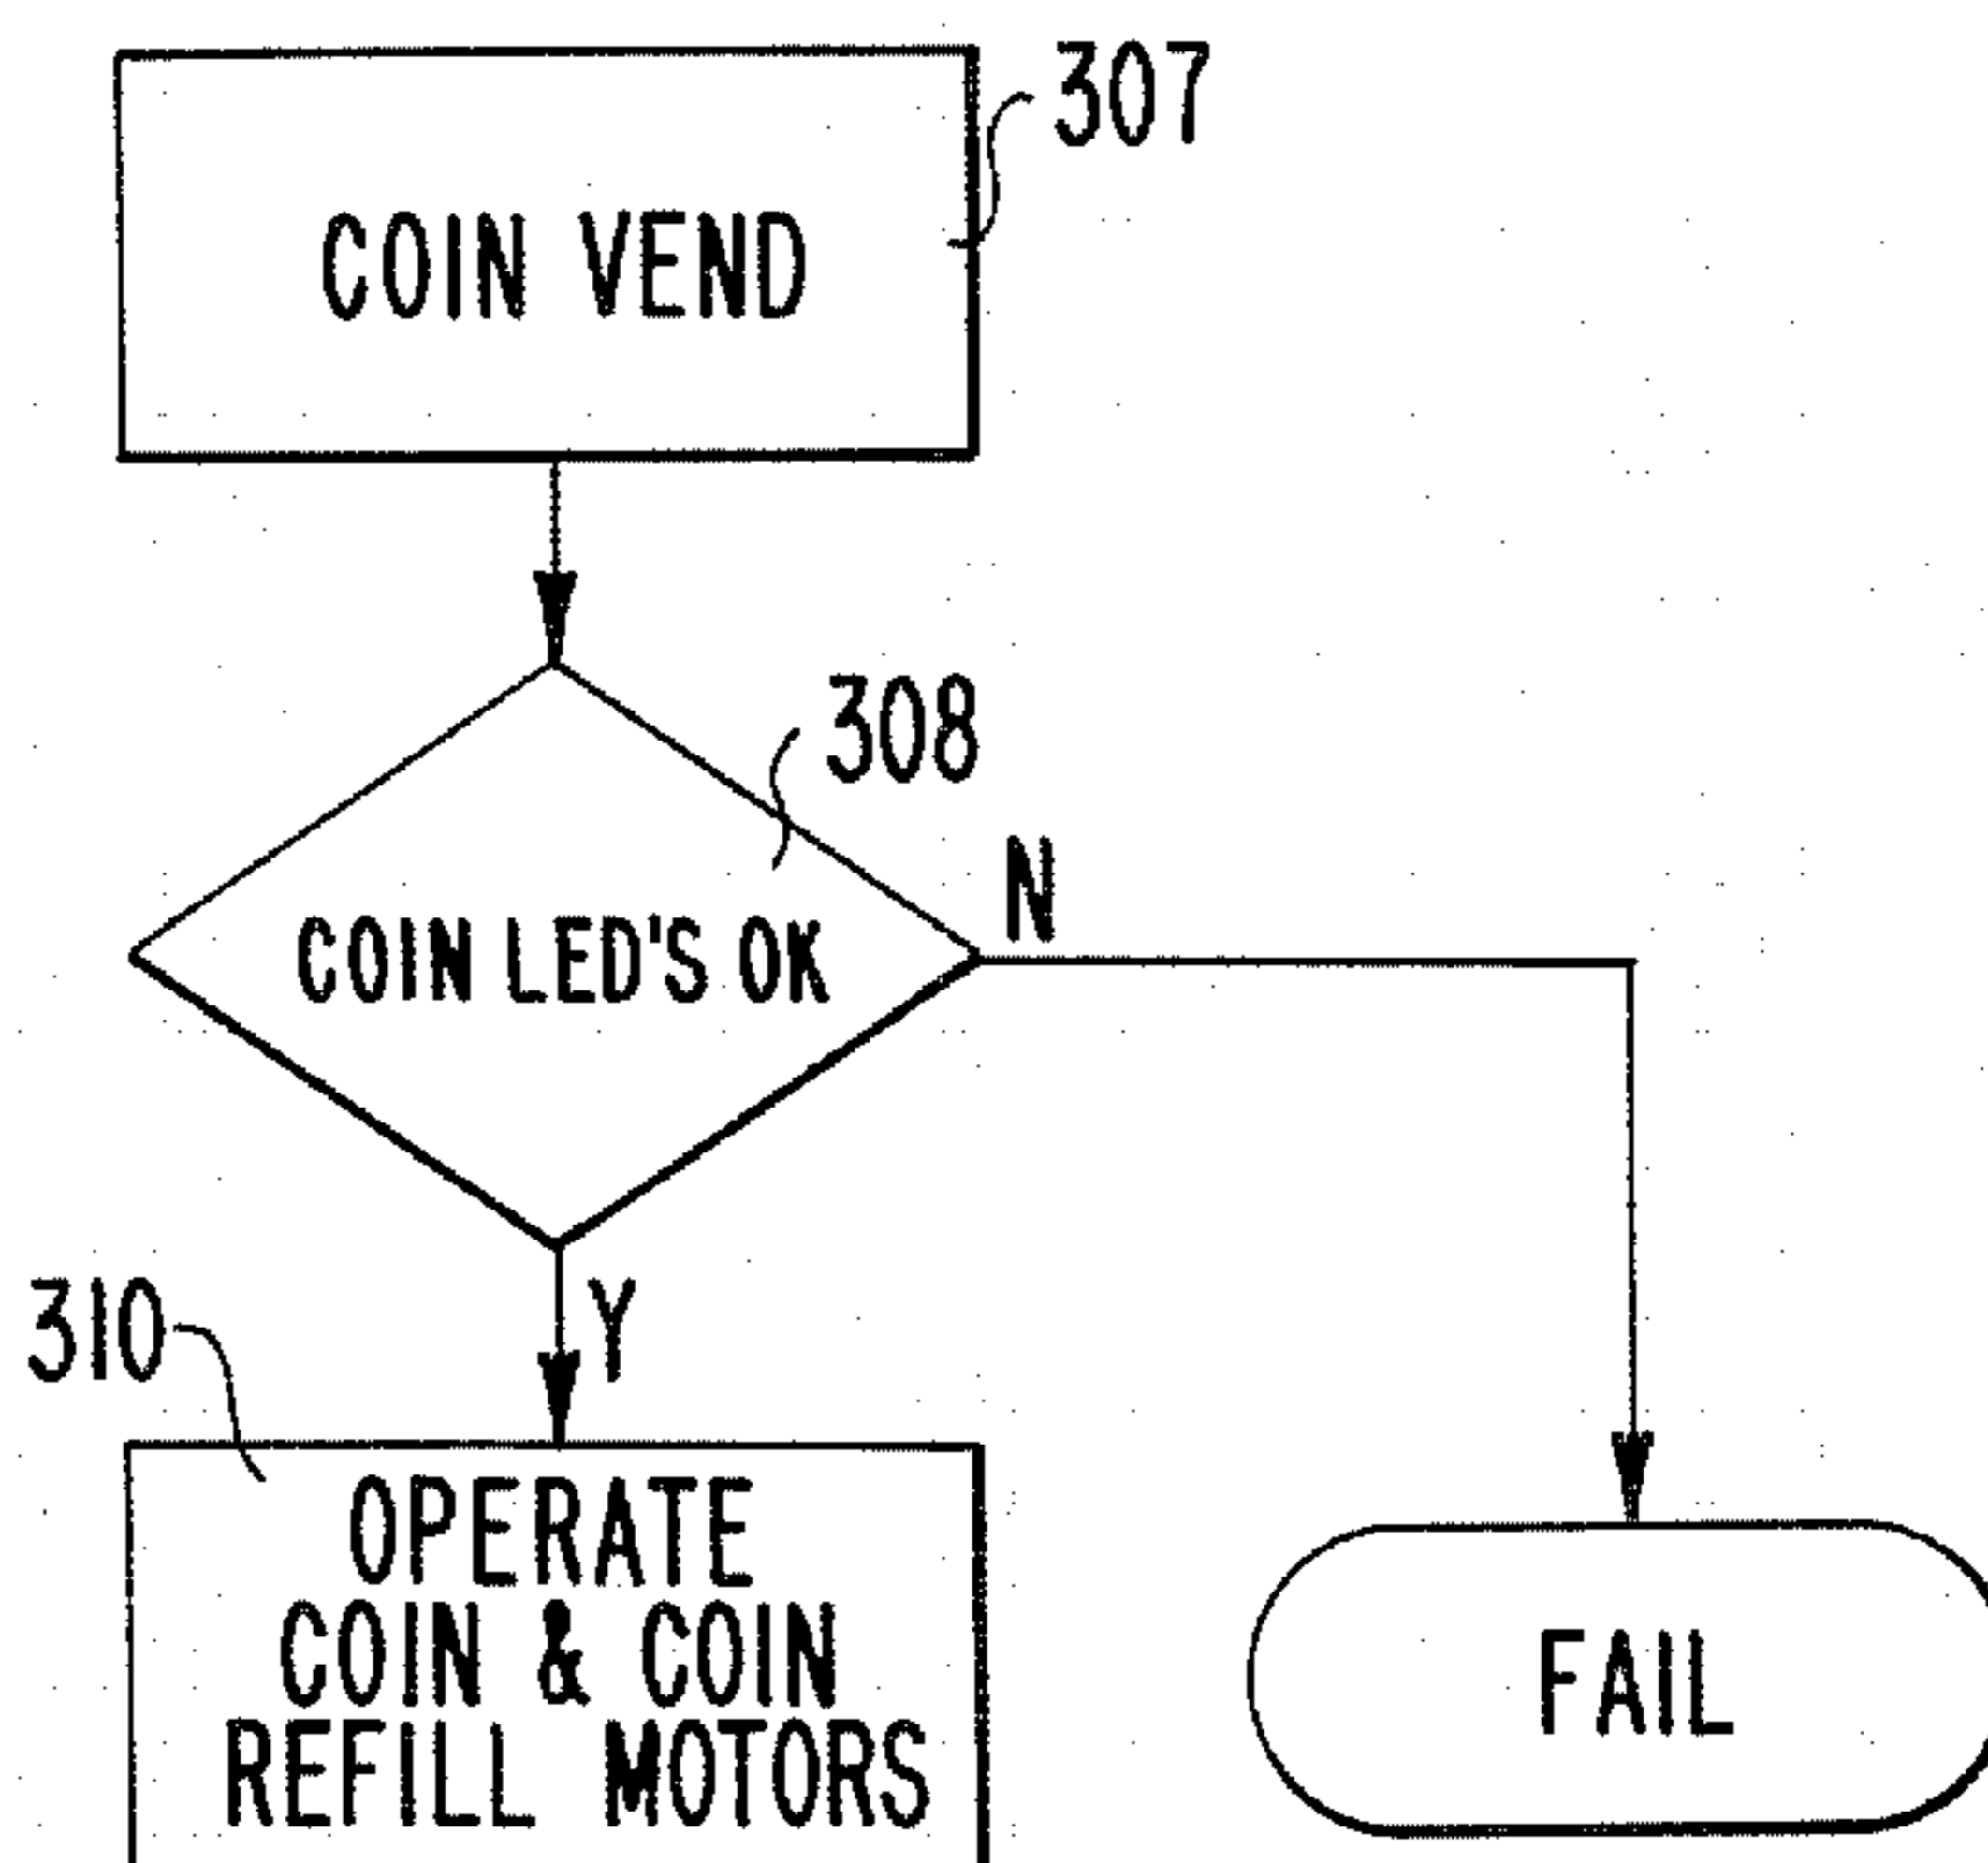 307
COIN VEND
308
N
COIN LED'S OK
310
Y
OPERATE
COIN & COIN
REFILL MOTORS
FAIL